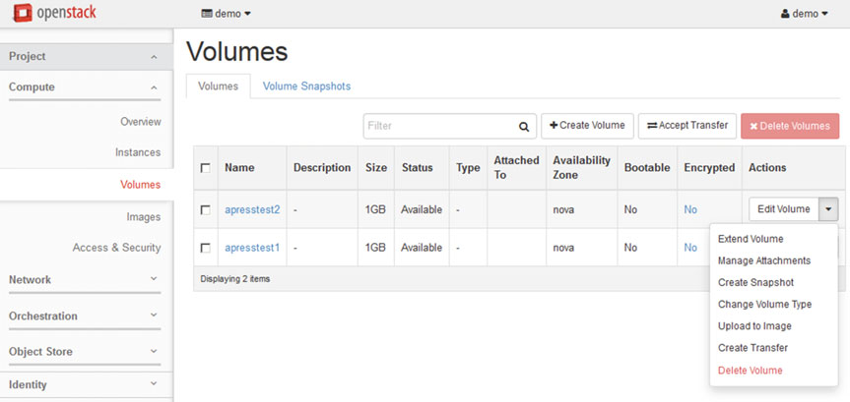 openstack demo demo
Project
Compute
Overview
Instances
Volumes
Images
Access & Security
Network
Orchestration
Object Store
Identity
Volumes
Volumes Volume Snapshots
Filter Create Volume Accept Transfer Delete Volumes
Name Description Size Status Type Attached To Availability Zone Bootable Encrypted Actions
apresstest2 - 1GB Available - nova No No Edit Volume
apresstest1 - 1GB Available - nova No No
Displaying 2 items
Extend Volume
Manage Attachments
Create Snapshot
Change Volume Type
Upload to Image
Create Transfer
Delete Volume